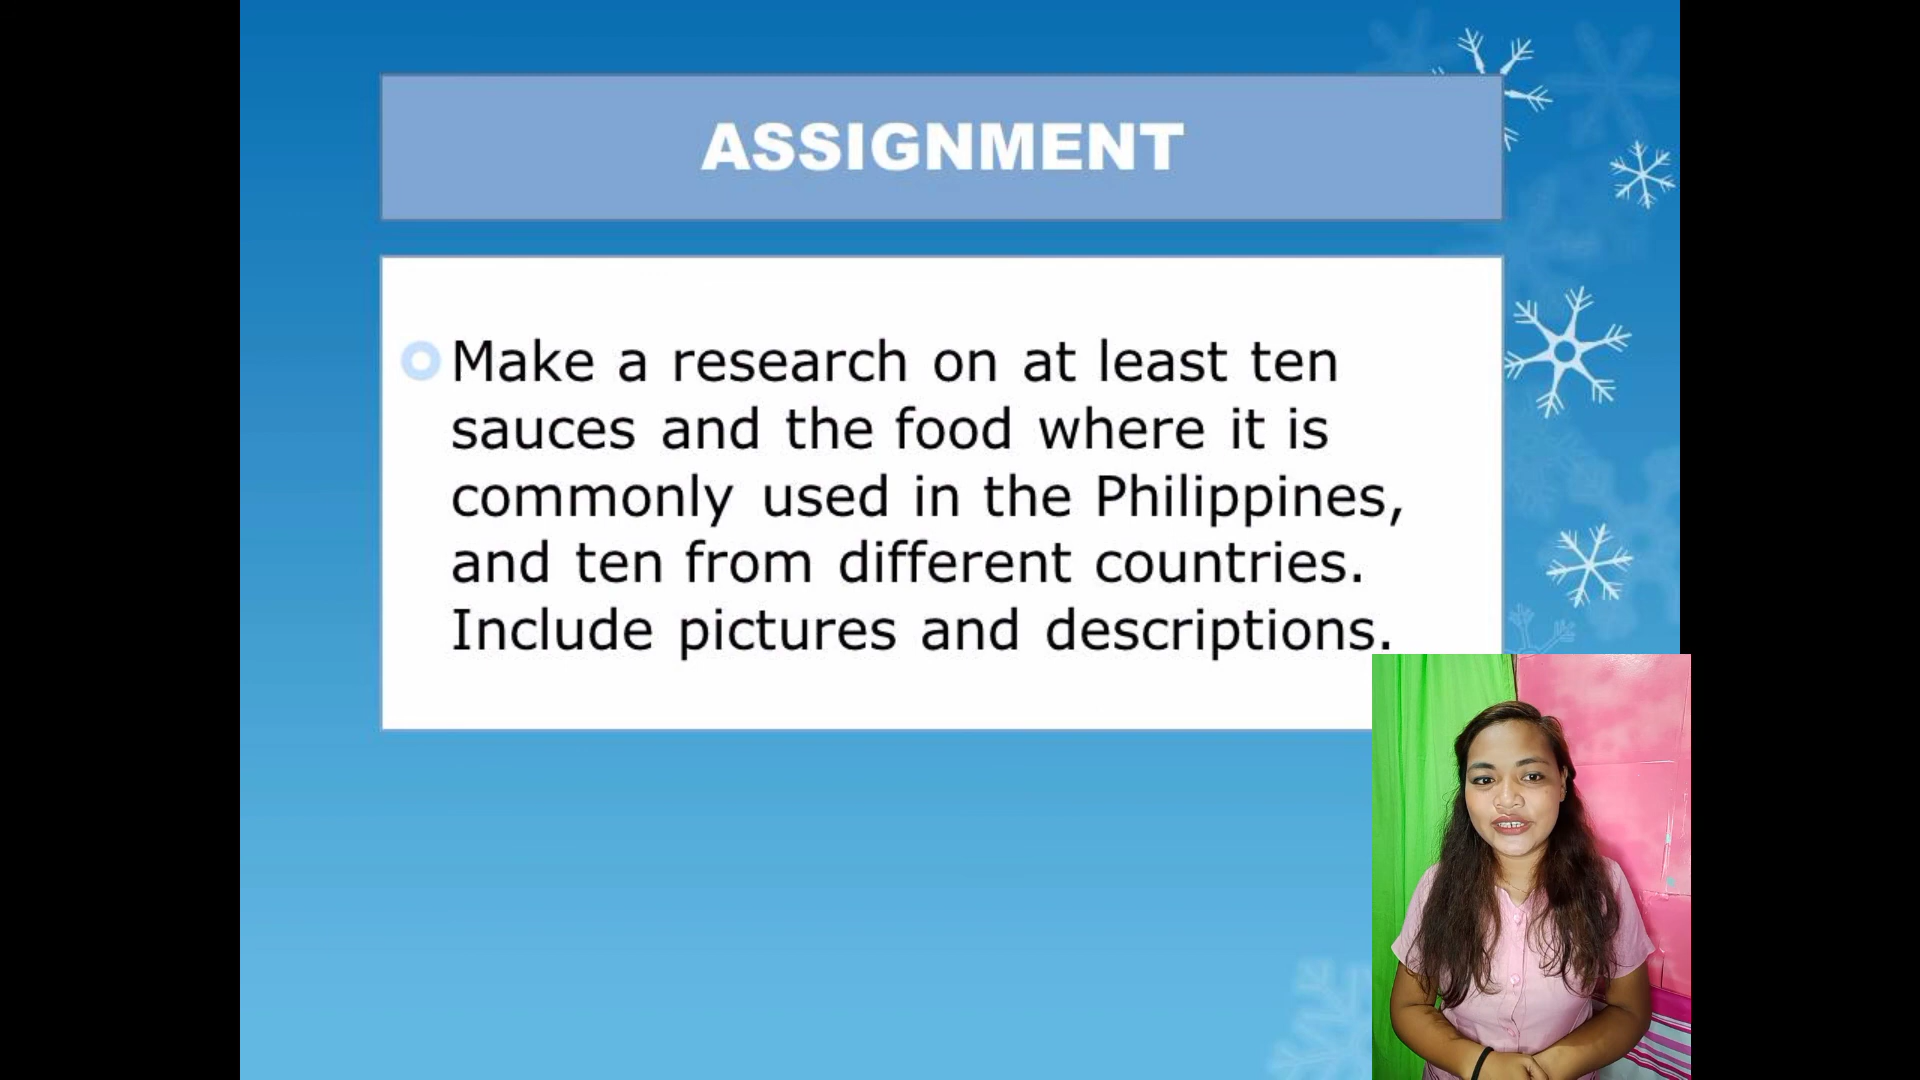 ASSIGNMENT
Make a research on at least ten
sauces and the food where it is
commonly used in the Philippines,
and ten from different countries.
Include pictures and descriptions.